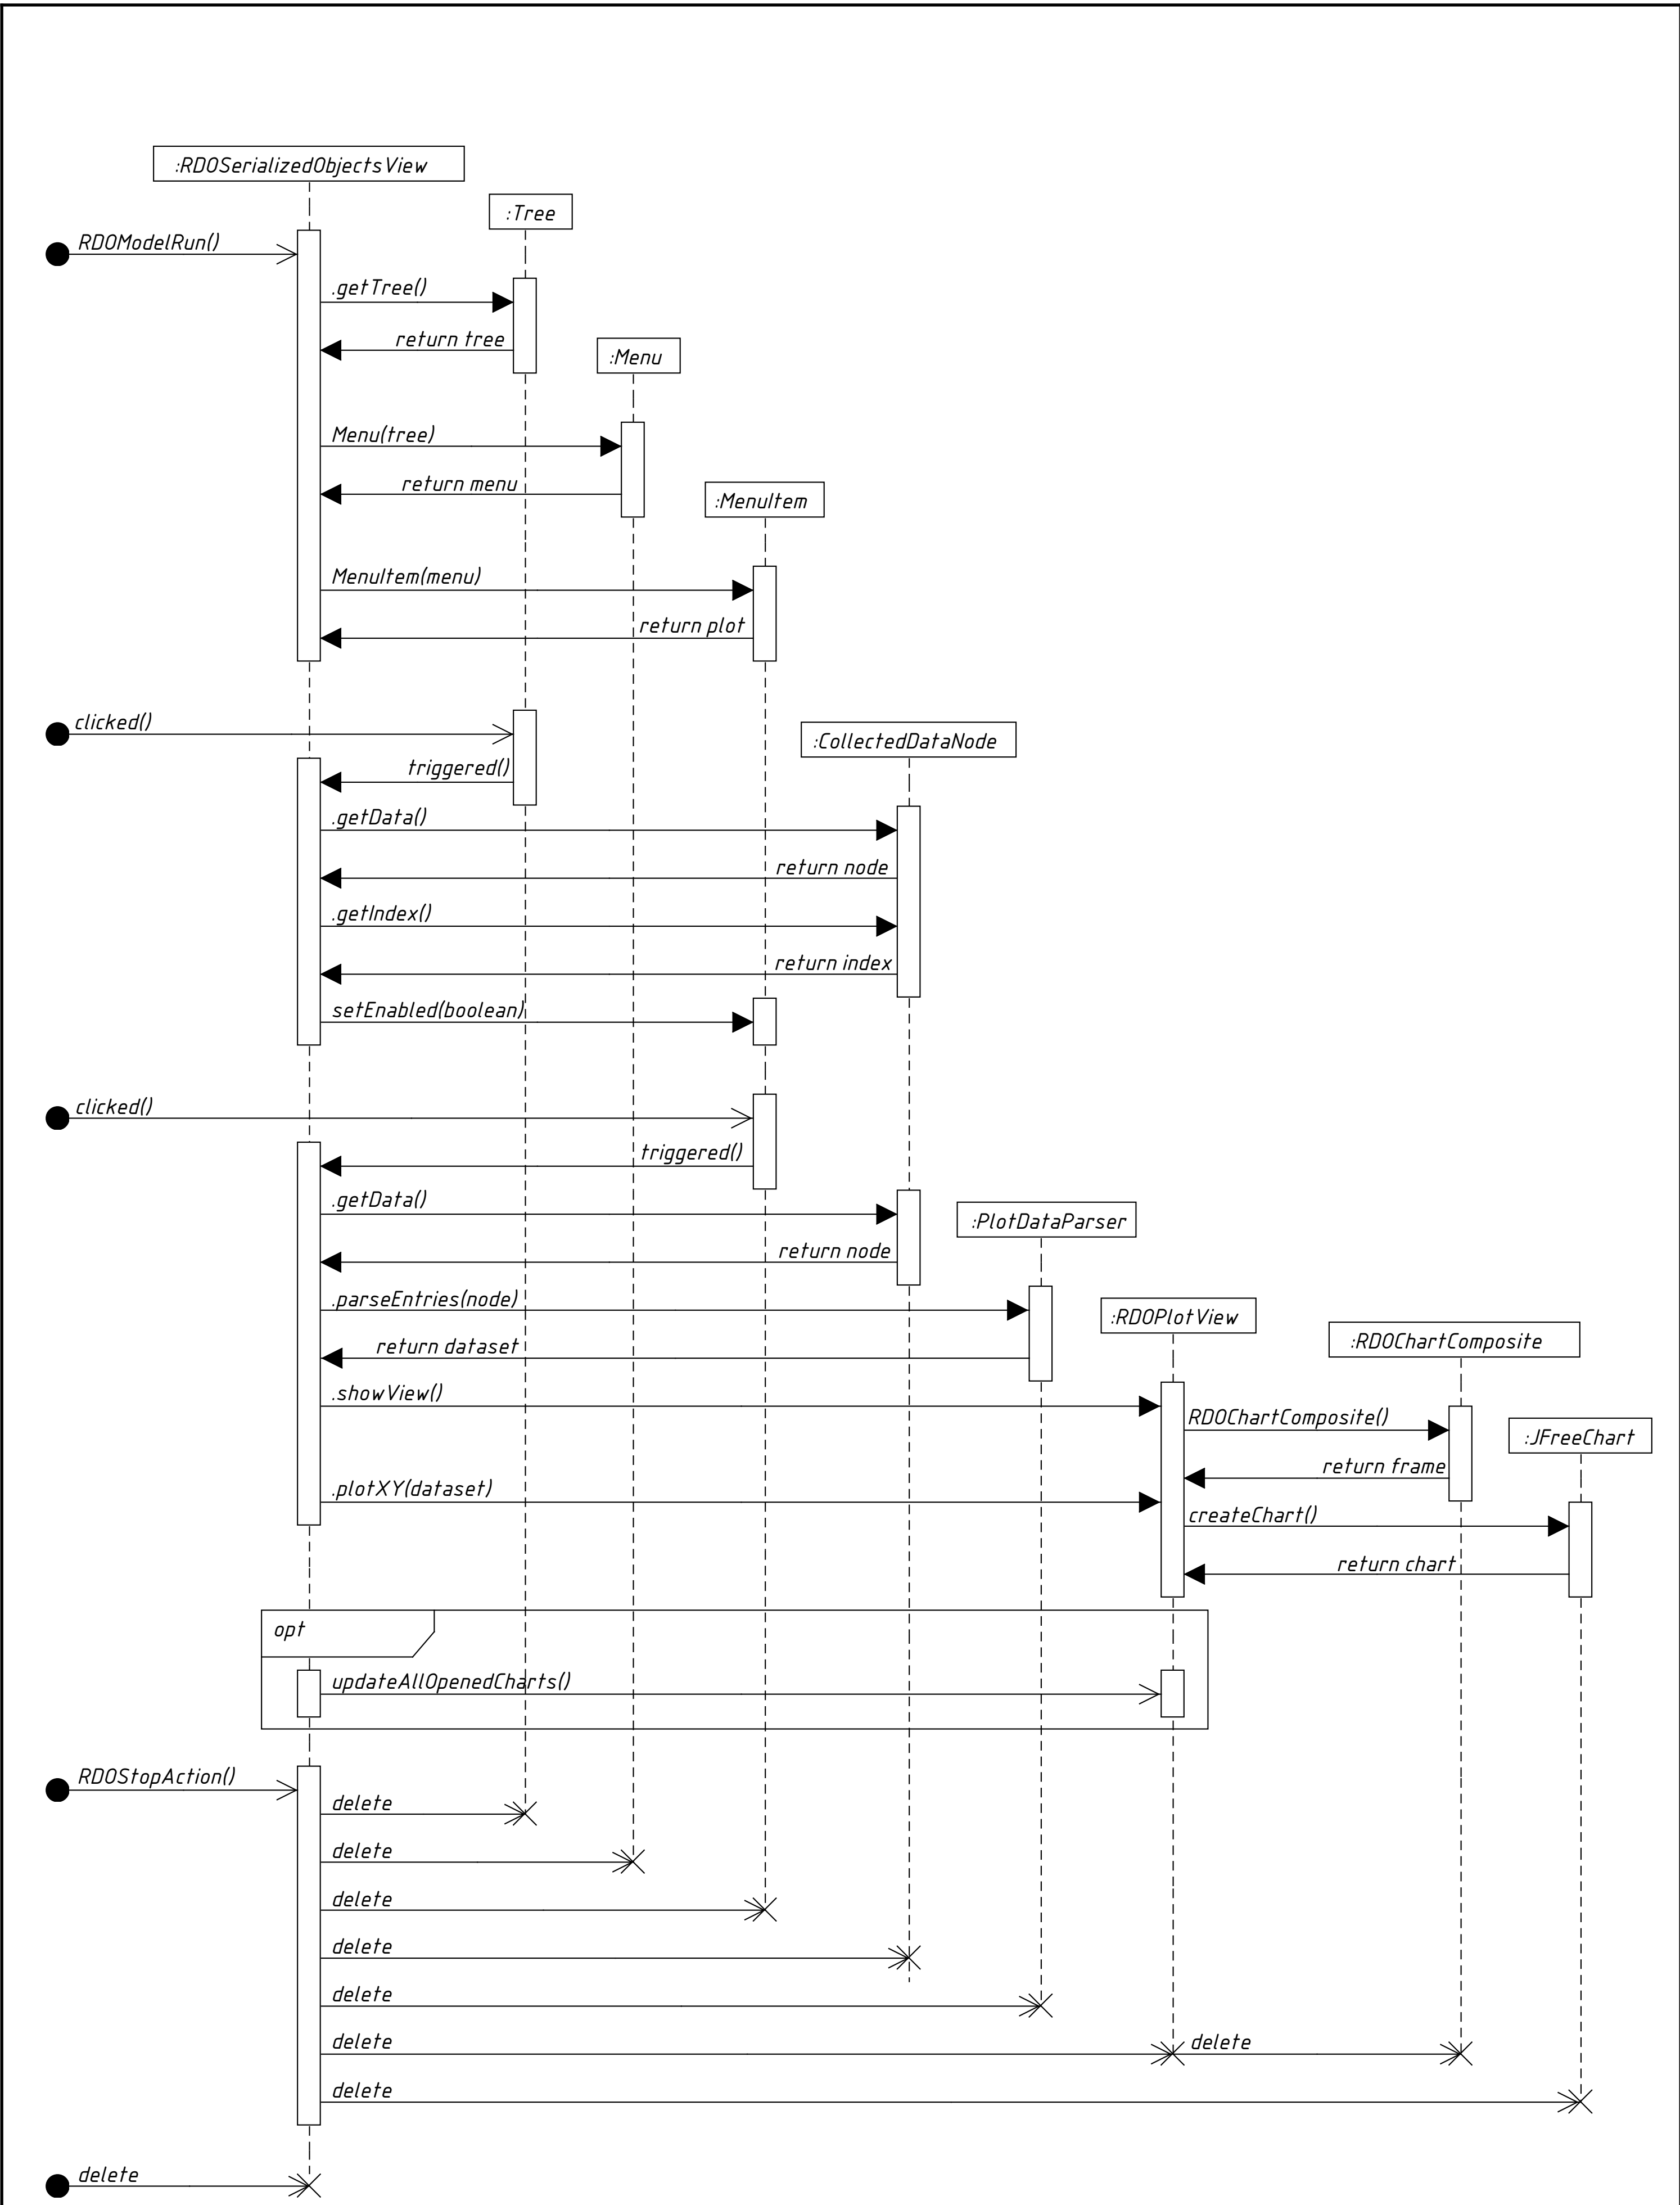 :RDOSerializedObjectsView
:Tree
RDOModelRun()
.getTree()
return tree
:Menu
Menu(tree)
return menu
:MenuItem
MenuItem(menu)
return plot
clicked()
:CollectedDataNode
triggered()
.getData()
return node
.getIndex()
return index
setEnabled(boolean)
clicked()
triggered()
.getData()
:PlotDataParser
return node
.parseEntries(node)
:RDOPlotView
:RDOChartComposite
return dataset
.showView()
RDOChartComposite()
:JFreeChart
return frame
.plotXY(dataset)
createChart()
return chart
opt
updateAllOpenedCharts()
RDOStopAction()
delete
delete
delete
delete
delete
delete
delete
delete
delete